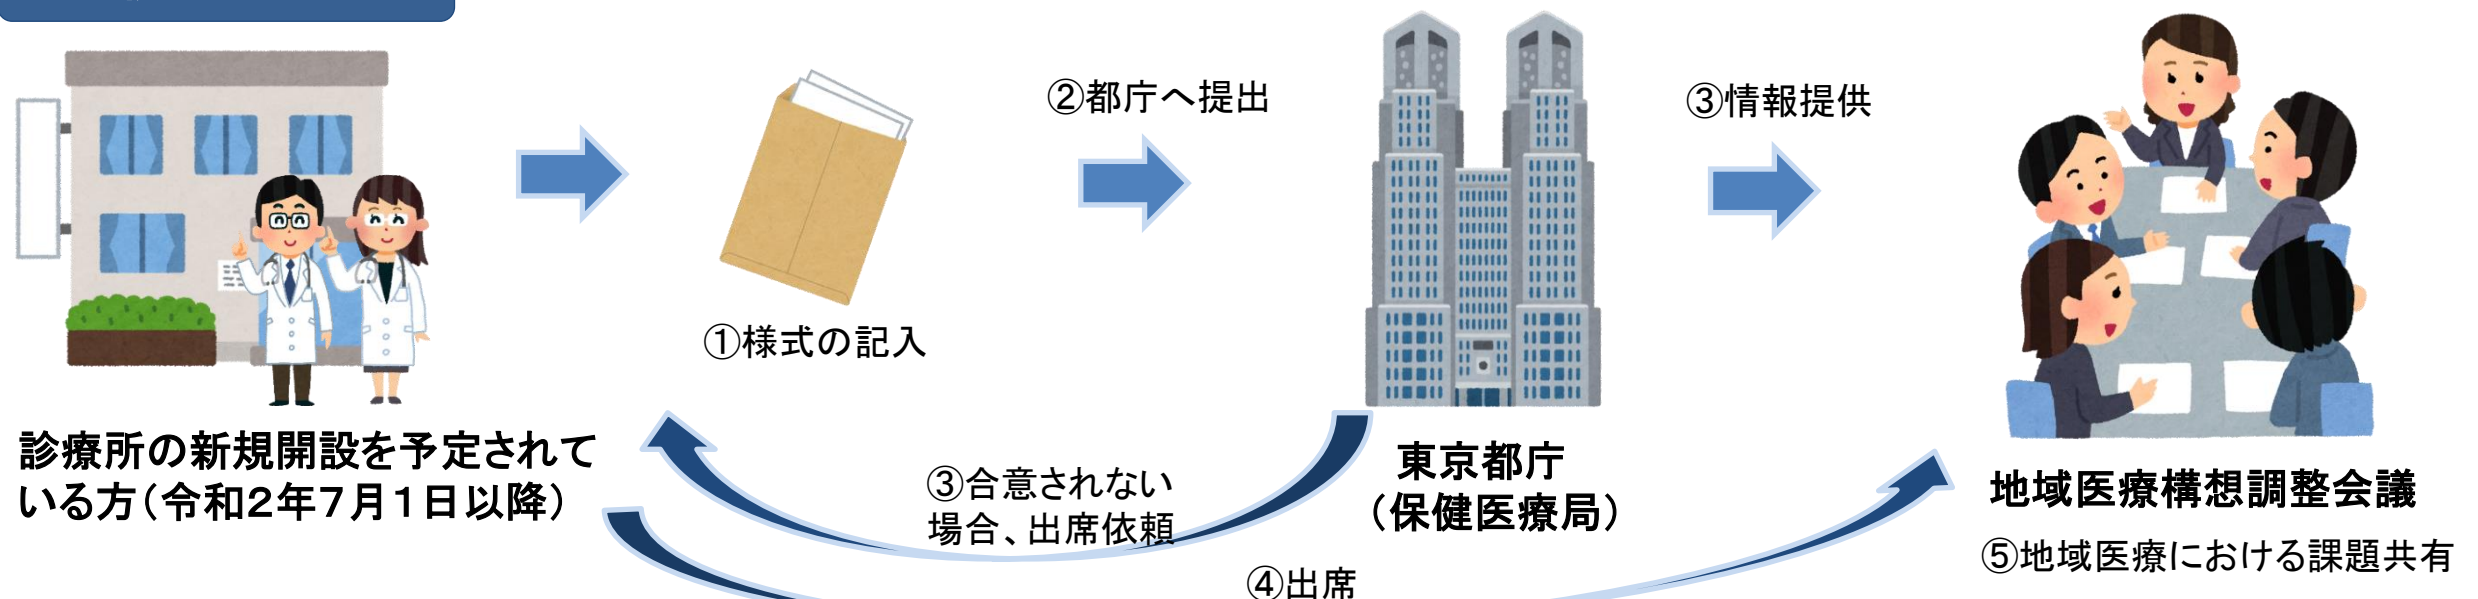 ②都庁へ提出
③情報提供
①様式の記入
診療所の新規開設を予定されて
いる方（令和２年７月１日以降）
③合意されない
場合、出席依頼
東京都庁
（保健医療局）
地域医療構想調整会議
④出席
⑤地域医療における課題共有